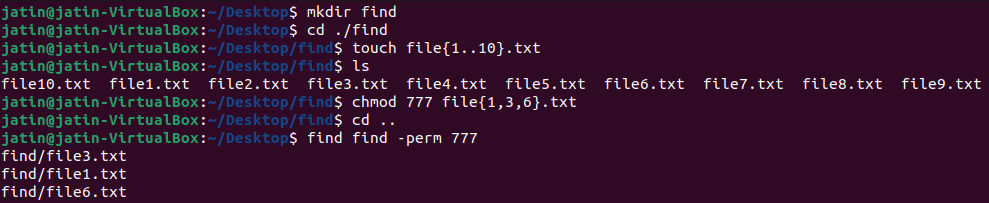 jatin@jatin-VirtualBox:~/Desktop$ mkdir find
jatin@jatin-VirtualBox:~/Desktop$ cd ./find
jatin@jatin-VirtualBox:~/Desktop/find$ touch file{1..10}.txt
jatin@jatin-VirtualBox:~/Desktop/find$ ls
file10.txt  file1.txt  file2.txt  file3.txt  file4.txt  file5.txt  file6.txt  file7.txt  file8.txt  file9.txt
jatin@jatin-VirtualBox:~/Desktop/find$ chmod 777 file{1,3,6}.txt
jatin@jatin-VirtualBox:~/Desktop/find$ cd ..
jatin@jatin-VirtualBox:~/Desktop$ find find -perm 777
find/file3.txt
find/file1.txt
find/file6.txt